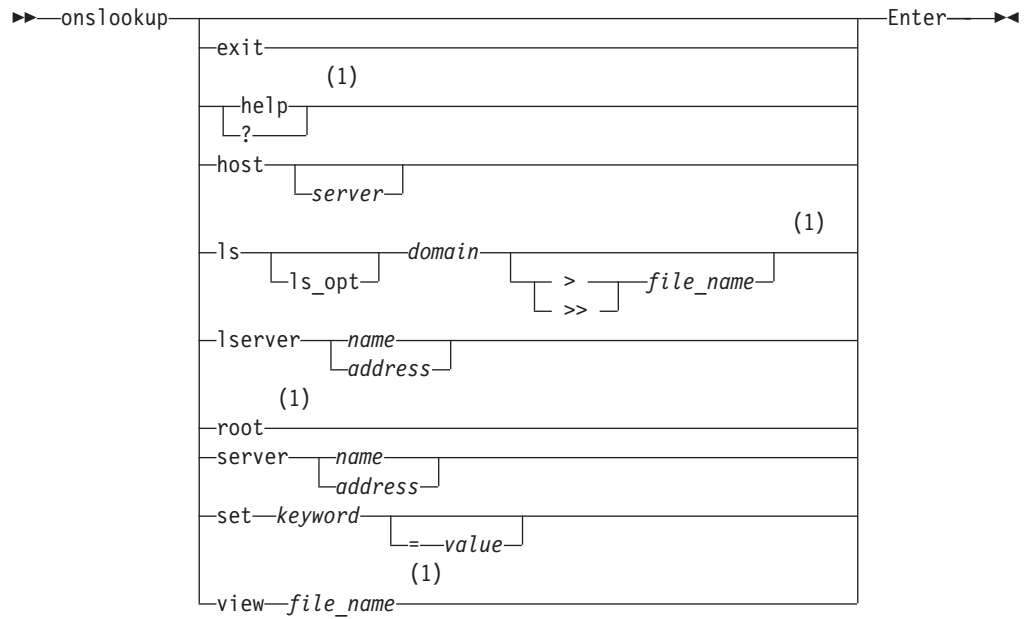 onslookup Enter
exit
(1)
help
?
host
server
(1)
ls domain
ls_opt > file_name
>>
lserver name
address
(1)
root
server name
address
set keyword
= value
(1)
view file_name